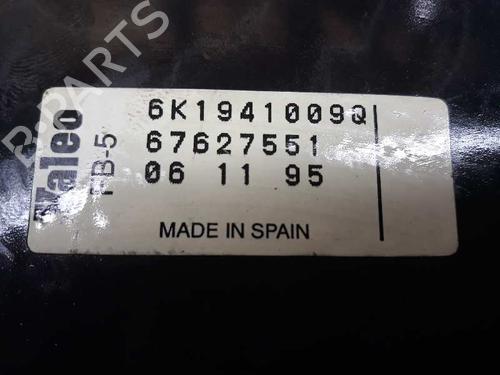 Valeo
FB-5
6K1941009Q
67627551
06 11 95
MADE IN SPAIN
B-PARTS